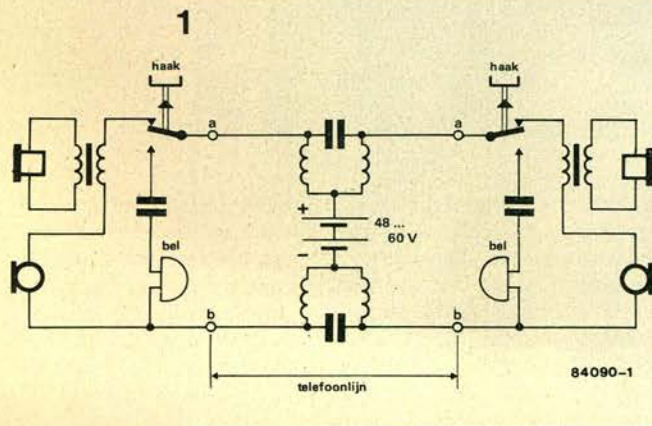 1
haak
haak
a
a
+
48 ...
60 V
−
bel
bel
b
b
telefoonlijn
84090-1